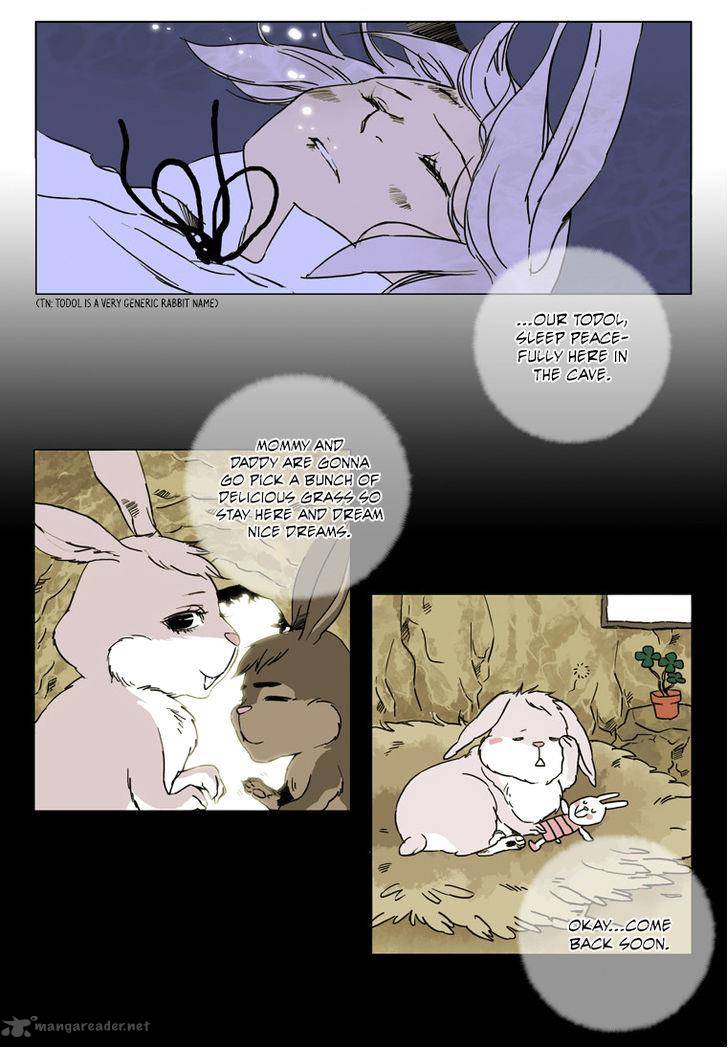 (TN: TODOL IS A VERY GENERIC RABBIT NAME)
...OUR TODOL,
SLEEP PEACE-
FULLY HERE IN
THE CAVE.
MOMMY AND
DADDY ARE GONNA
GO PICK A BUNCH OF
DELICIOUS GRASS SO
STAY HERE AND DREAM
NICE DREAMS.
OKAY...COME
BACK SOON.
mangareader.net